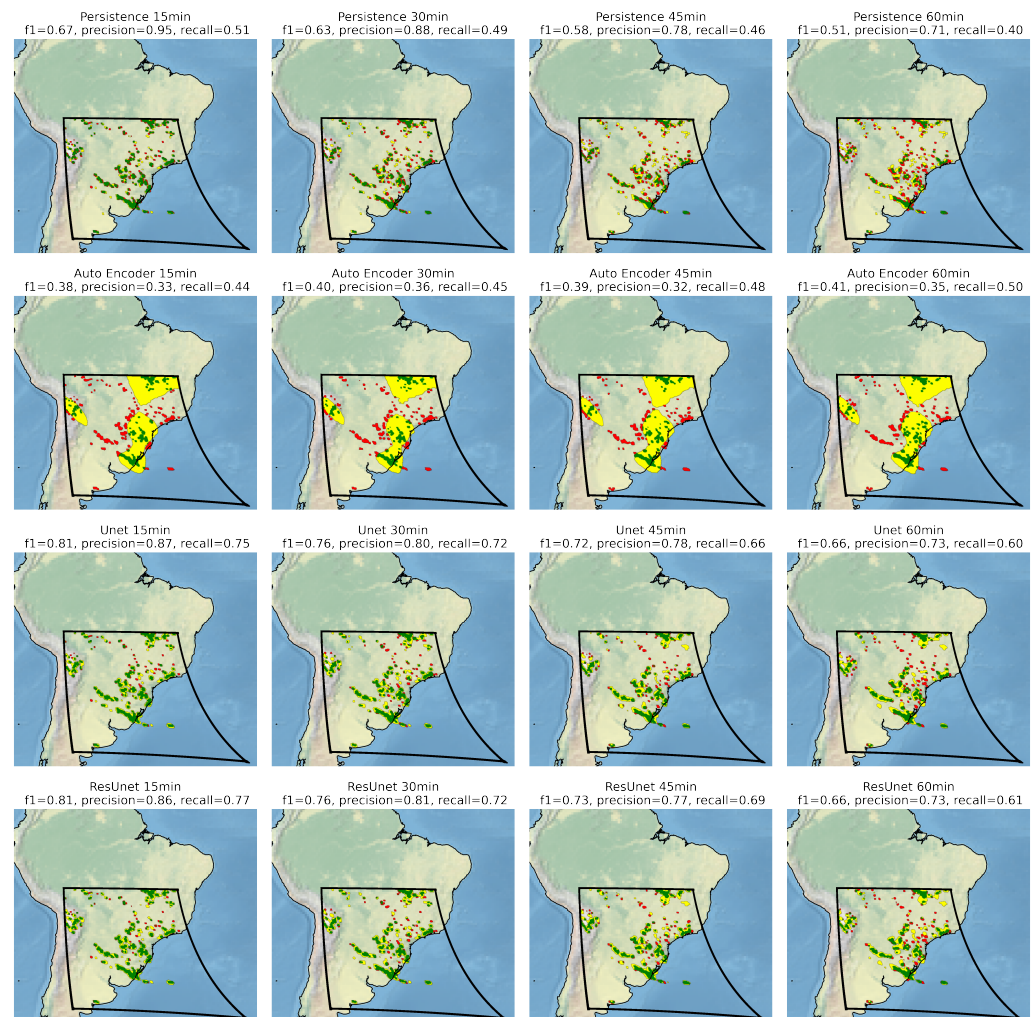 Persistence 15min
f1=0.67, precision=0.95, recall=0.51
Persistence 30min
f1=0.63, precision=0.88, recall=0.49
Persistence 45min
f1=0.58, precision=0.78, recall=0.46
Persistence 60min
f1=0.51, precision=0.71, recall=0.40
Auto Encoder 15min
f1=0.38, precision=0.33, recall=0.44
Auto Encoder 30min
f1=0.40, precision=0.36, recall=0.45
Auto Encoder 45min
f1=0.39, precision=0.32, recall=0.48
Auto Encoder 60min
f1=0.41, precision=0.35, recall=0.50
Unet 15min
f1=0.81, precision=0.87, recall=0.75
Unet 30min
f1=0.76, precision=0.80, recall=0.72
Unet 45min
f1=0.72, precision=0.78, recall=0.66
Unet 60min
f1=0.66, precision=0.73, recall=0.60
ResUnet 15min
f1=0.81, precision=0.86, recall=0.77
ResUnet 30min
f1=0.76, precision=0.81, recall=0.72
ResUnet 45min
f1=0.73, precision=0.77, recall=0.69
ResUnet 60min
f1=0.66, precision=0.73, recall=0.61